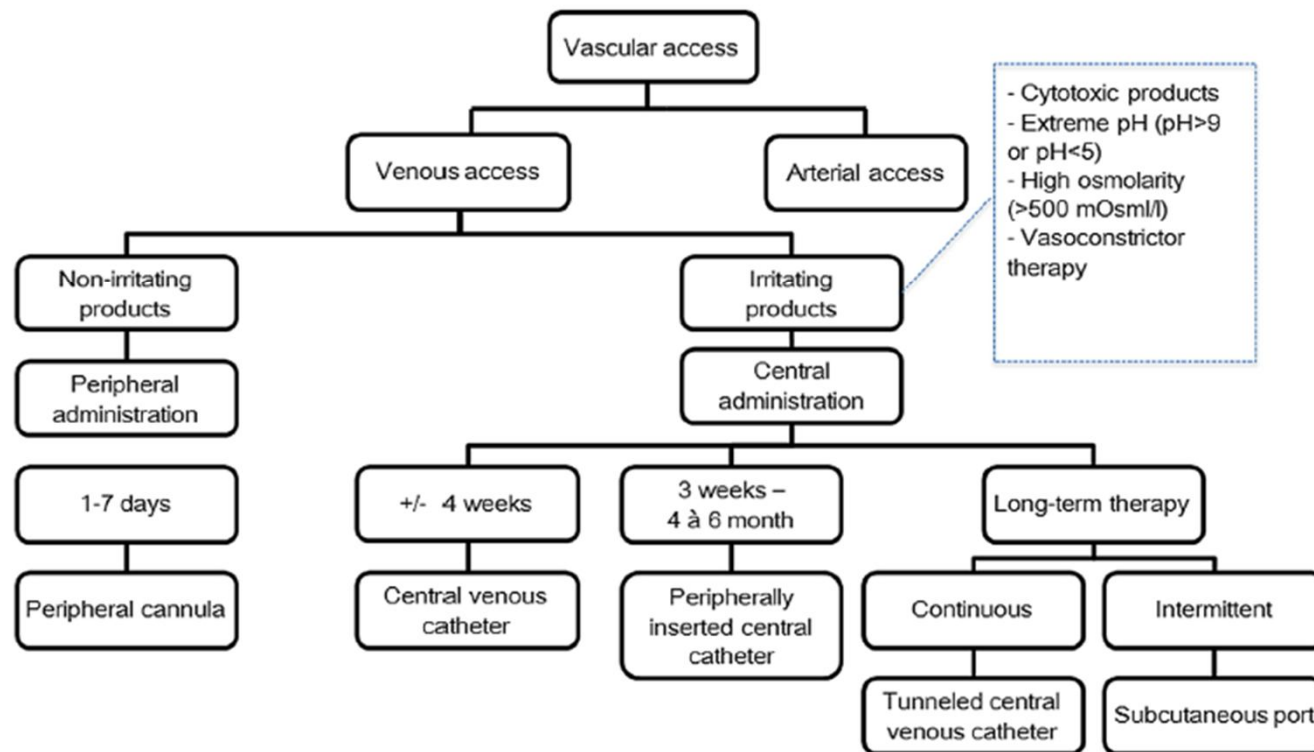 Vascular access
Venous access
Arterial access
- Cytotoxic products
- Extreme pH (pH>9
or pH<5)
- High osmolarity
(>500 mOsml/l)
- Vasoconstrictor
therapy
Non-irritating
products
Irritating
products
Peripheral
administration
Central
administration
1-7 days
+/- 4 weeks
3 weeks –
4 à 6 month
Long-term therapy
Peripheral cannula
Central venous
catheter
Peripherally
inserted central
catheter
Continuous
Intermittent
Tunneled central
venous catheter
Subcutaneous port